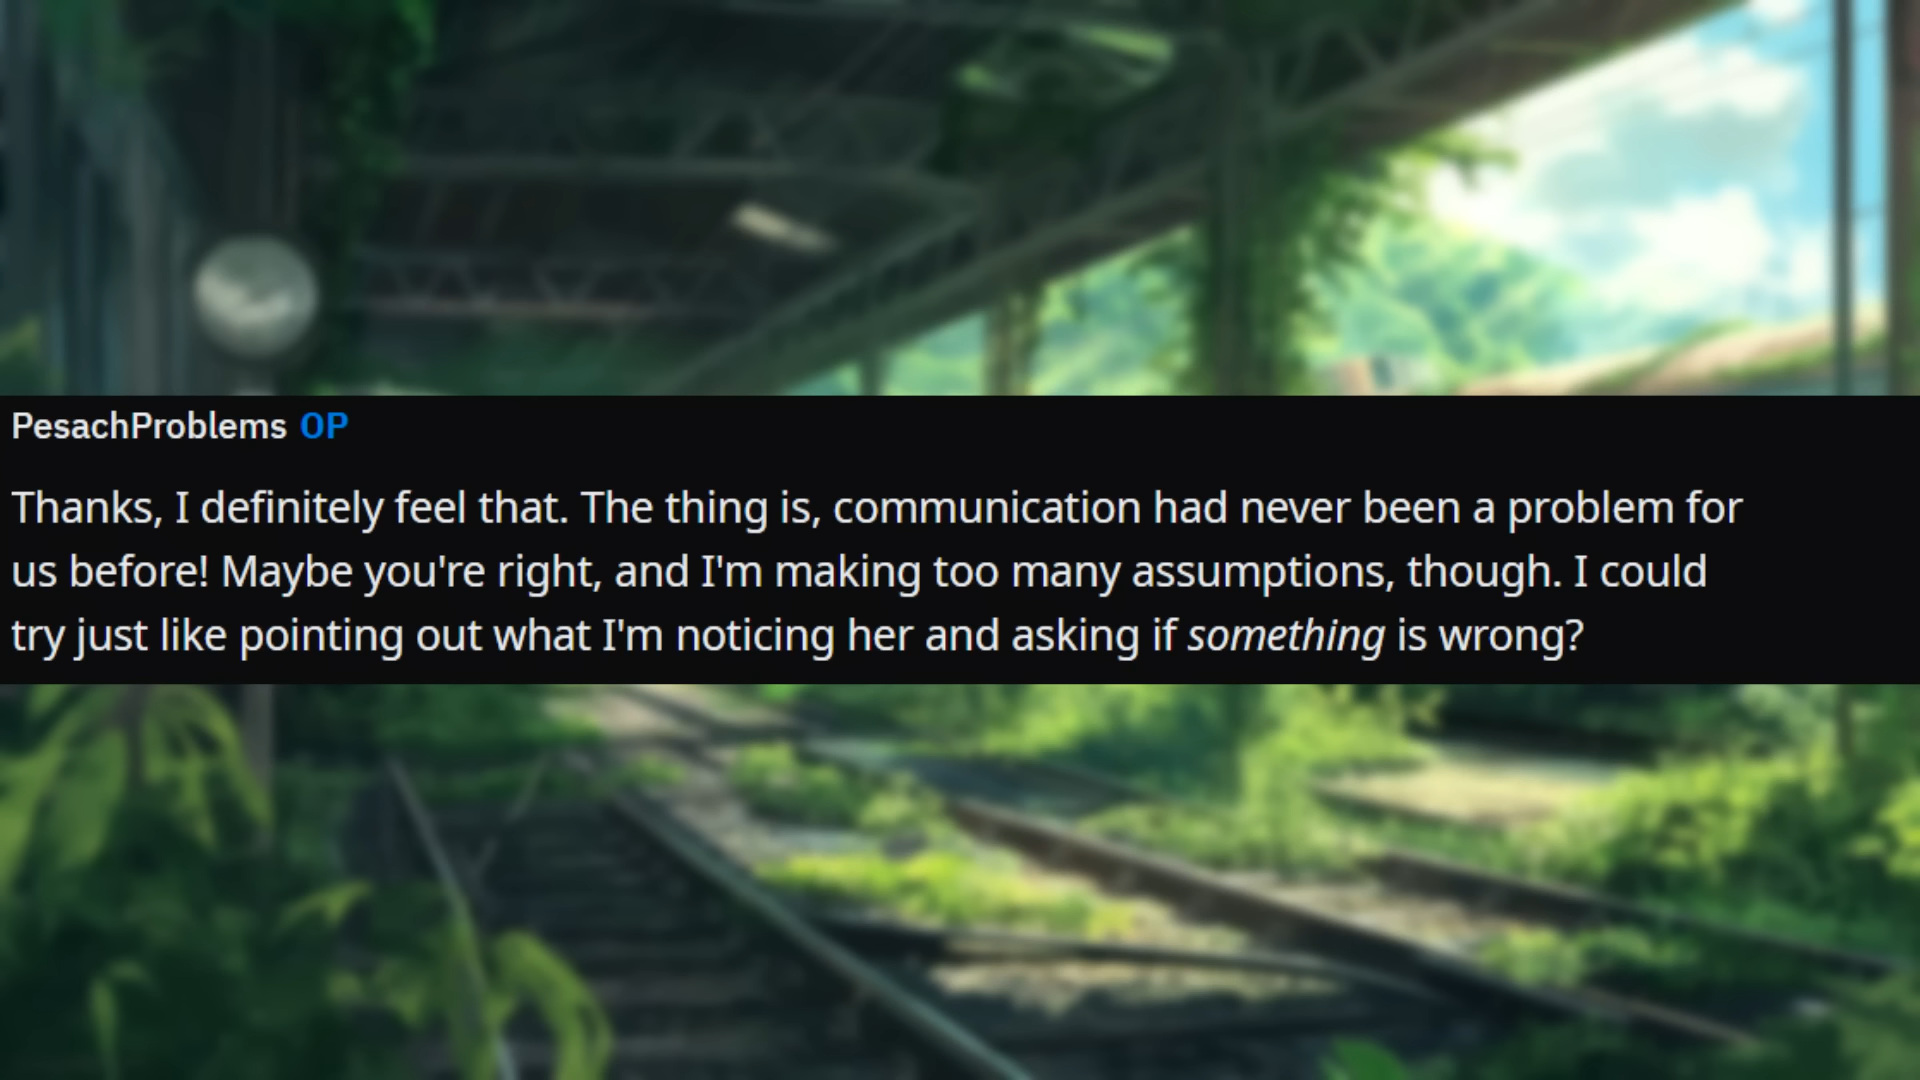 PesachProblems OP
Thanks, I definitely feel that. The thing is, communication had never been a problem for
us before! Maybe you're right, and I'm making too many assumptions, though. I could
try just like pointing out what I'm noticing her and asking if something is wrong?